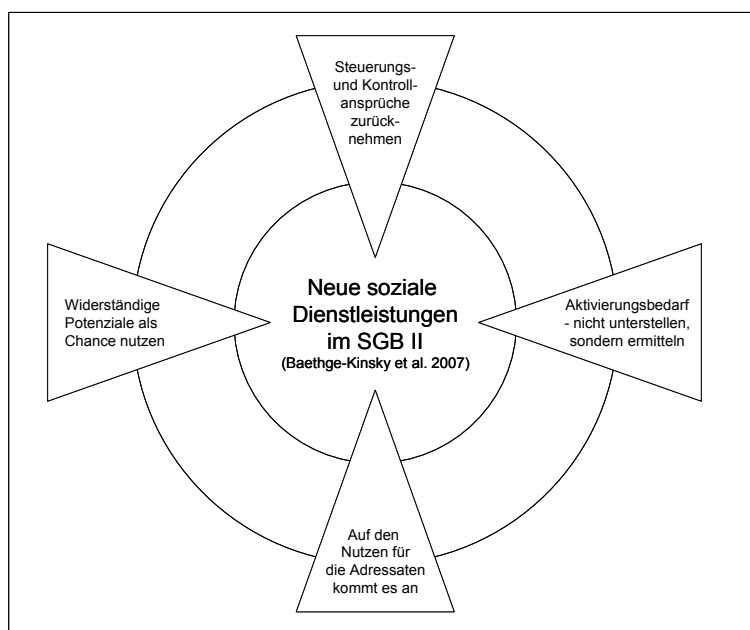 Steuerungs-
und Kontroll-
ansprüche
zurück-
nehmen
Widerständige
Potenziale als
Chance nutzen
Neue soziale
Dienstleistungen
im SGB II
(Baethge-Kinsky et al. 2007)
Aktivierungsbedarf
- nicht unterstellen,
sondern ermitteln
Auf den
Nutzen für
die Adressaten
kommt es an